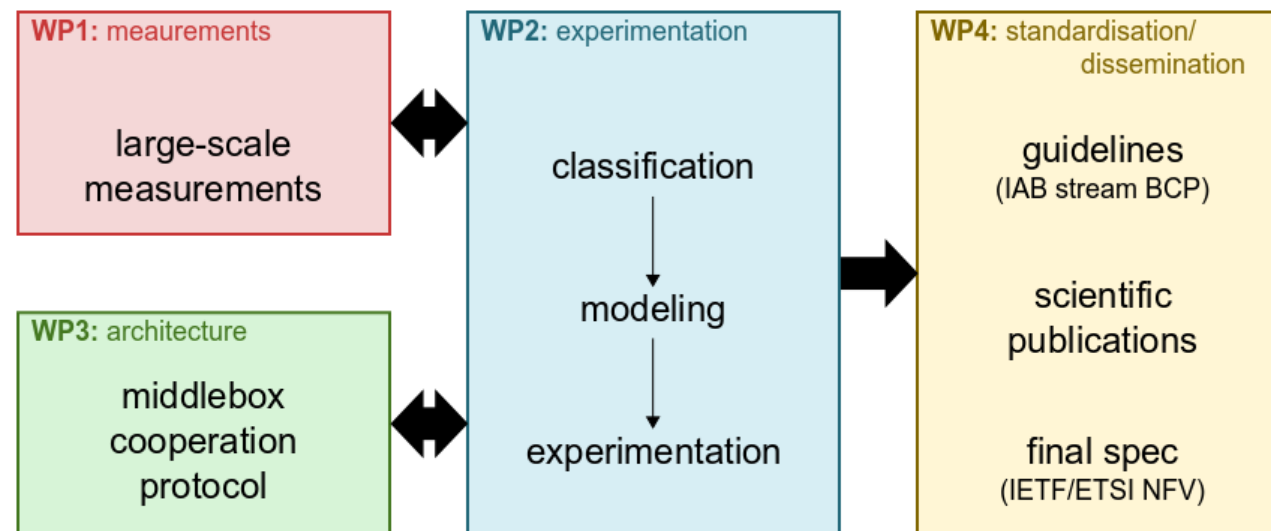 WP1: meaurements
large-scale
measurements
WP3: architecture
middlebox
cooperation
protocol
WP2: experimentation
classification
modeling
experimentation
WP4: standardisation/
dissemination
guidelines
(IAB stream BCP)
scientific
publications
final spec
(IETF/ETSI NFV)